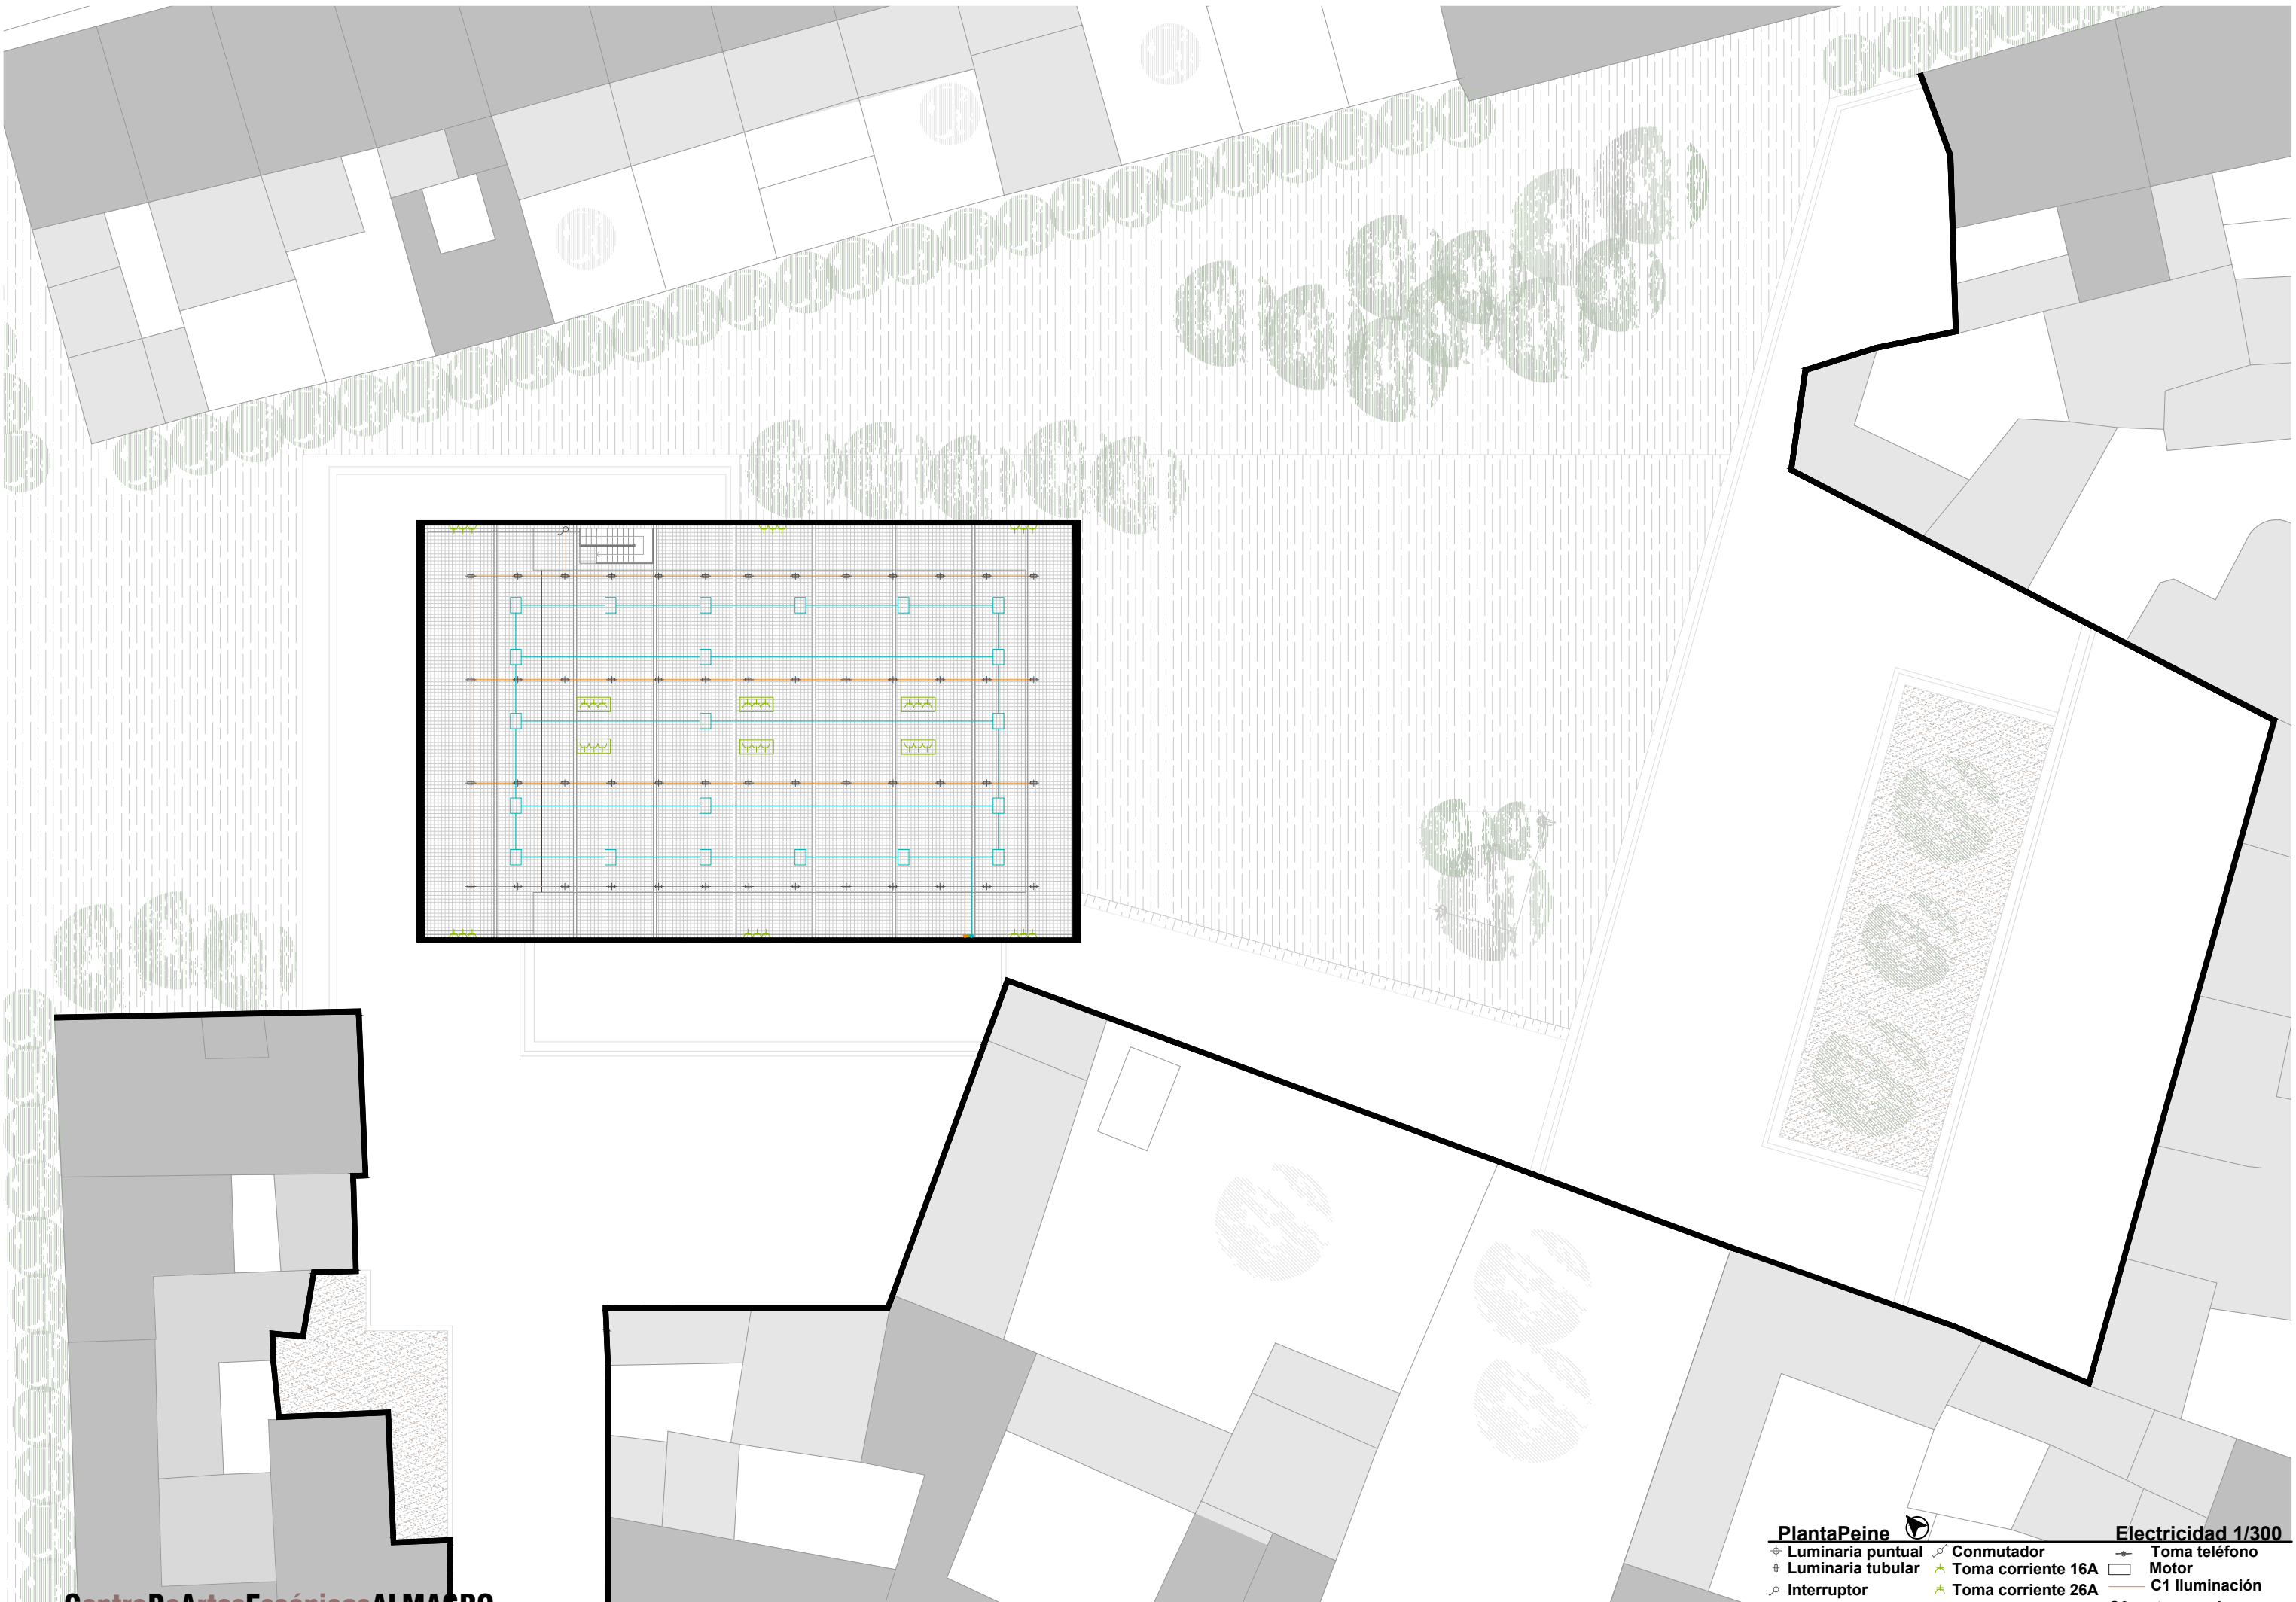 PlantaPeine Electricidad 1/300
Luminaria puntual Conmutador Toma teléfono
Luminaria tubular Toma corriente 16A Motor
Interruptor Toma corriente 26A C1 Iluminación
CentroDeArtesEscénicasALMAGRO